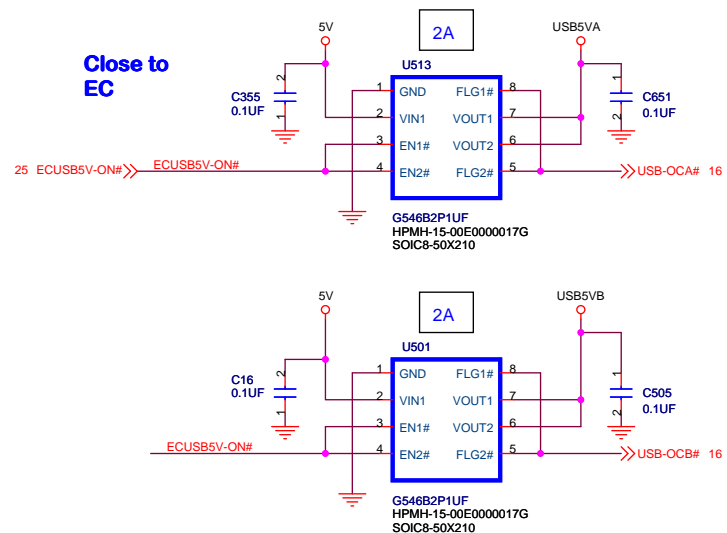 5V
2A
USB5VA
Close to
EC
U513
C355
0.1UF
2
1
1 GND FLG1# 8
2 VIN1 VOUT1 7
3 EN1# VOUT2 6
4 EN2# FLG2# 5
1
2
C651
0.1UF
25 ECUSB5V-ON#
ECUSB5V-ON#
USB-OCA# 16
G546B2P1UF
HPMH-15-00E0000017G
SOIC8-50X210
5V
2A
USB5VB
U501
C16
0.1UF
2
1
1 GND FLG1# 8
2 VIN1 VOUT1 7
3 EN1# VOUT2 6
4 EN2# FLG2# 5
1
2
C505
0.1UF
ECUSB5V-ON#
USB-OCB# 16
G546B2P1UF
HPMH-15-00E0000017G
SOIC8-50X210